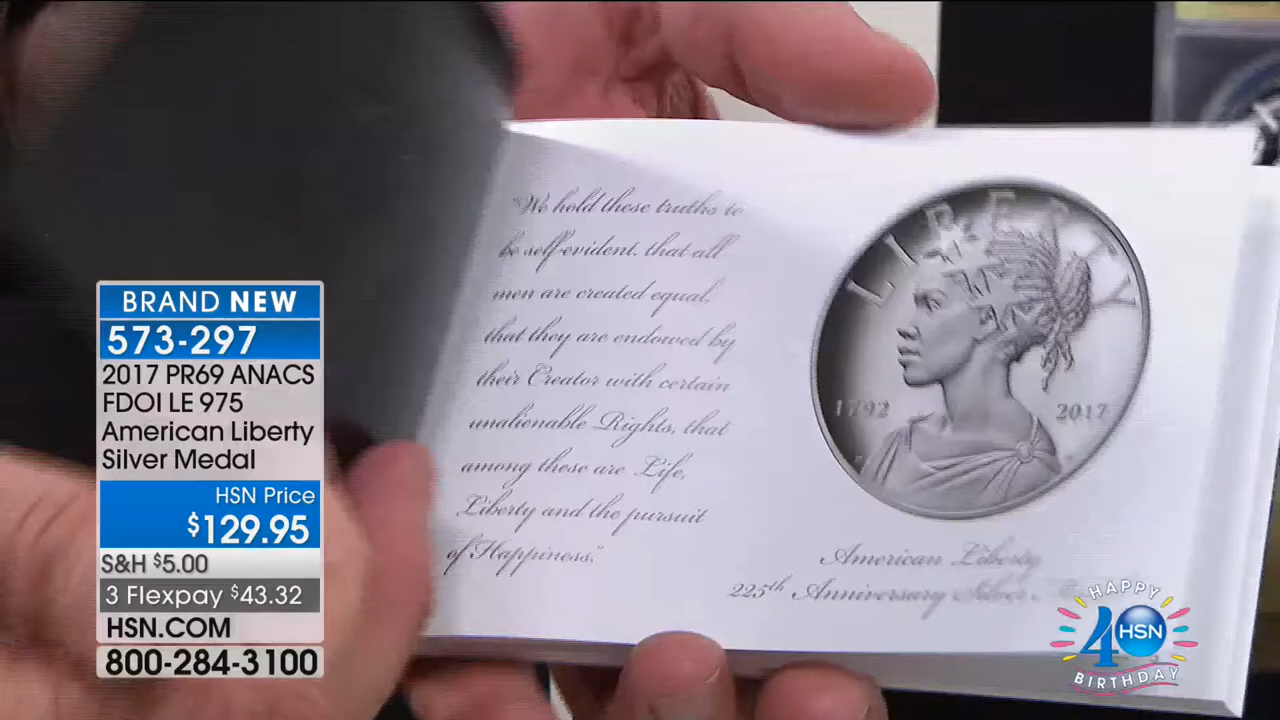 BRAND NEW
573-297
2017 PR69 ANACS
FDOI LE 975
American Liberty
Silver Medal
HSN Price
$129.95
S&H $5.00
3 Flexpay $43.32
HSN.COM
800-284-3100
"We hold these truths to
be self-evident, that all
men are created equal,
that they are endowed by
their Creator with certain
unalienable Rights, that
among these are Life,
Liberty and the pursuit
of Happiness."
LIBERTY
1792 2017
American Liberty
225th Anniversary Silver
HAPPY
40 HSN
BIRTHDAY